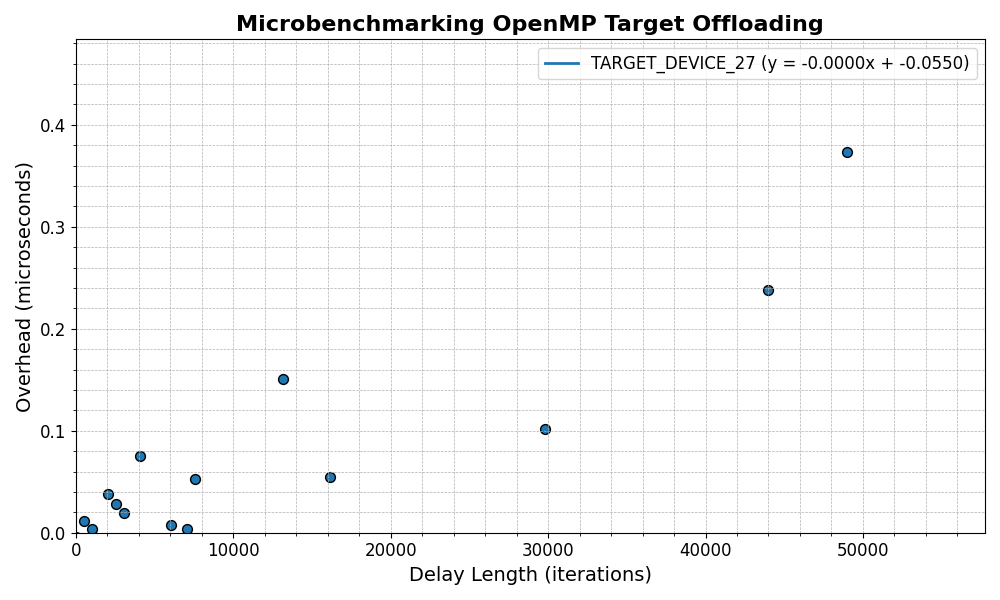 Microbenchmarking OpenMP Target Offloading
TARGET_DEVICE_27 (y = -0.0000x + -0.0550)
Overhead (microseconds)
0.4
0.3
0.2
0.1
0.0
0 10000 20000 30000 40000 50000
Delay Length (iterations)